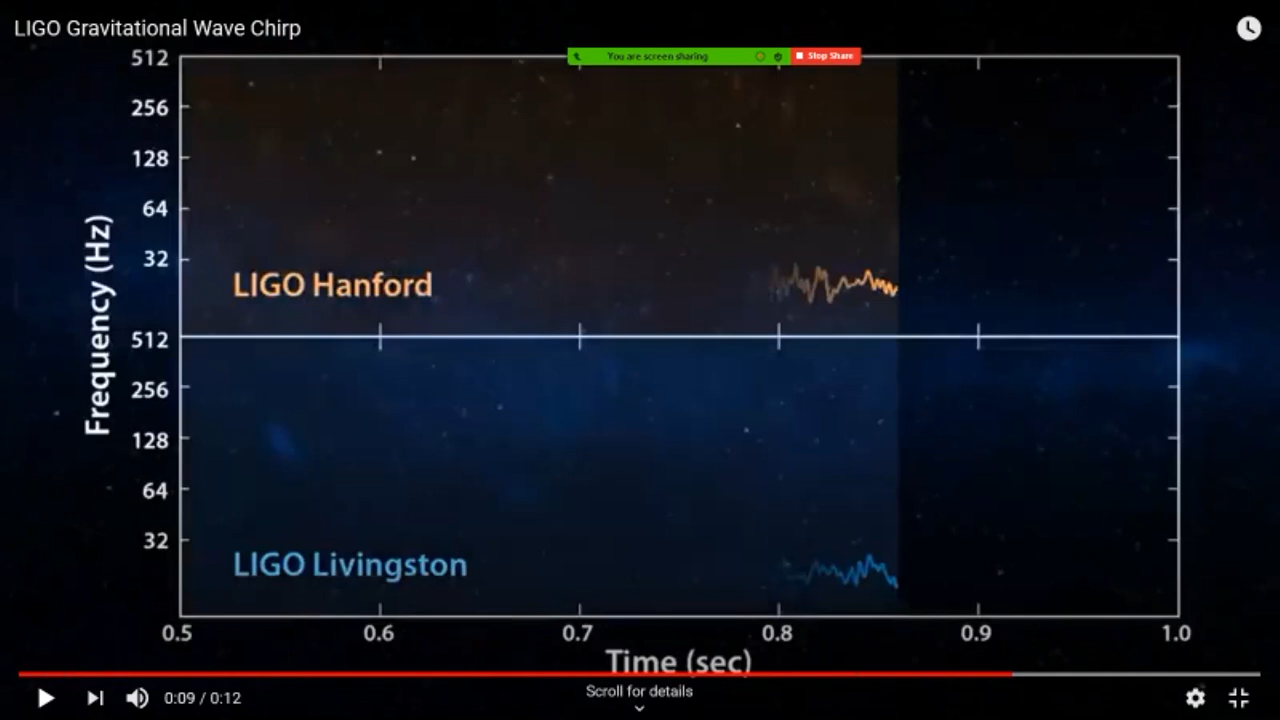 LIGO Gravitational Wave Chirp
You are screen sharing
Stop Share
512
256
128
64
32
LIGO Hanford
Frequency (Hz)
512
256
128
64
32
LIGO Livingston
0.5 0.6 0.7 0.8 0.9 1.0
Time (sec)
Scroll for details
0:09 / 0:12